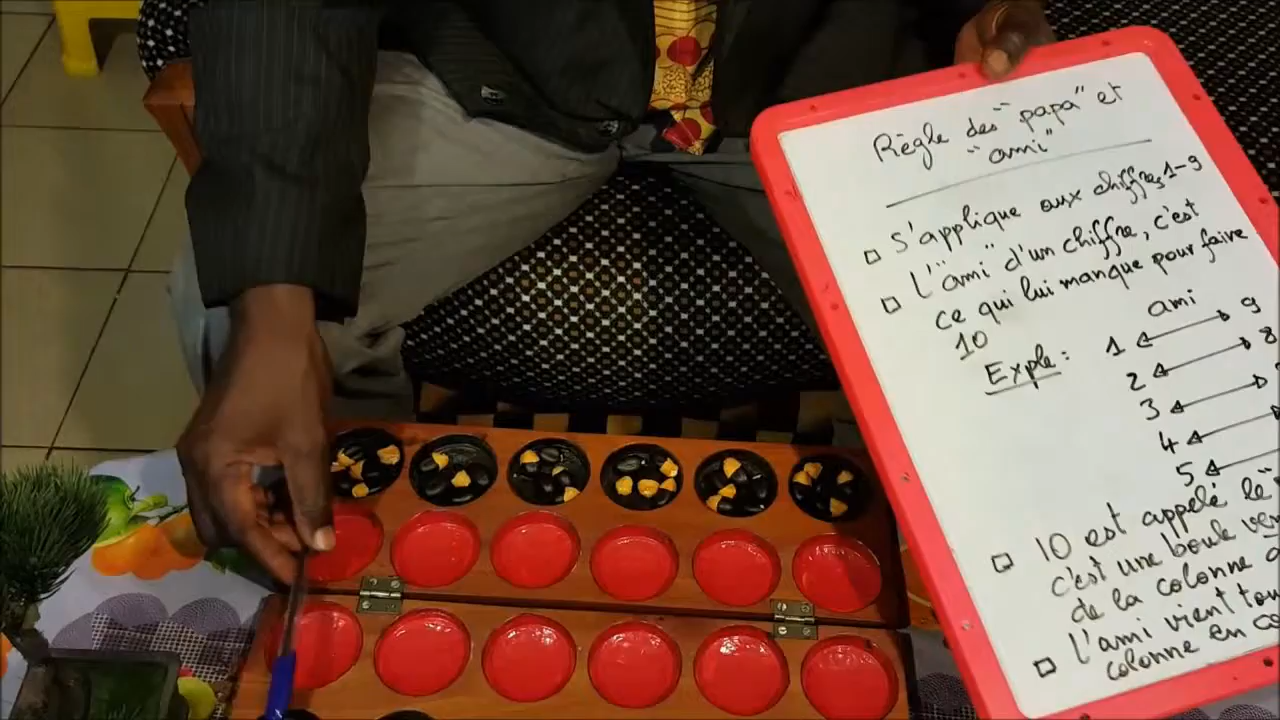 Règle des "papa" et
"ami"
S'applique aux chiffres 1-9
L'"ami" d'un chiffre, c'est
ce qui lui manque pour faire
10
ami
Exple:
1 ↔ 9
2 ↔ 8
3 ↔
4 ↔
5 ↔
10 est appelé le "
c'est une boule
de la colonne
L'ami vient
colonne en